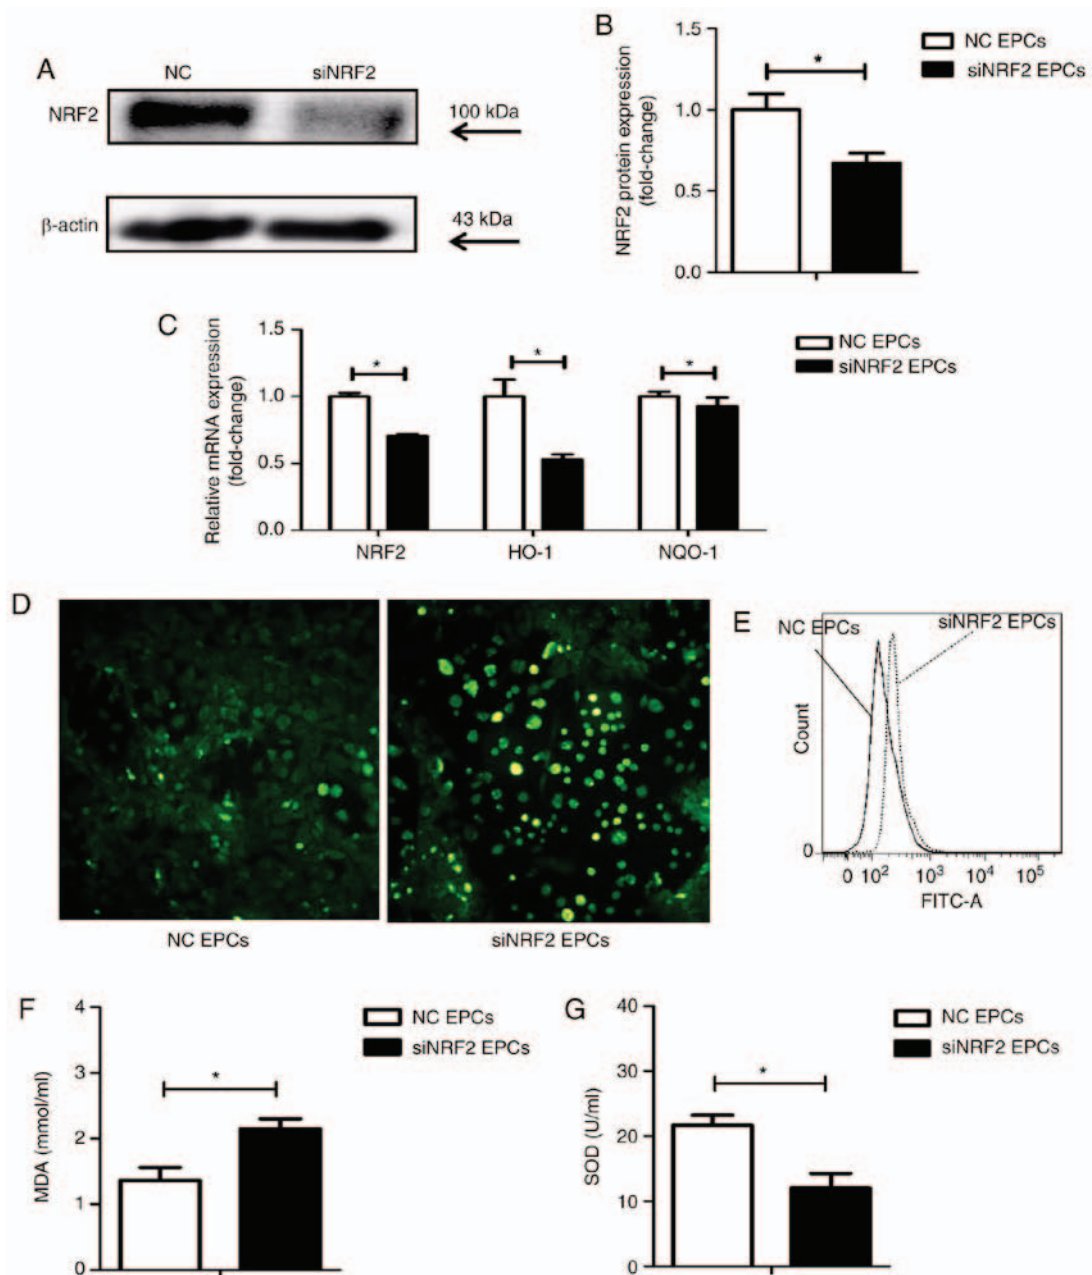 A
NC
siNRF2
NRF2
100 kDa
β-actin
43 kDa
B
NRF2 protein expression
(fold-change)
1.5
1.0
0.5
0.0
*
NC EPCs
siNRF2 EPCs
C
Relative mRNA expression
(fold-change)
1.5
1.0
0.5
0.0
*
*
*
NRF2
HO-1
NQO-1
NC EPCs
siNRF2 EPCs
D
NC EPCs
siNRF2 EPCs
E
NC EPCs
siNRF2 EPCs
Count
0
0 10² 10³ 10⁴ 10⁵
FITC-A
F
MDA (mmol/ml)
4
3
2
1
0
*
NC EPCs
siNRF2 EPCs
G
SOD (U/ml)
40
30
20
10
0
*
NC EPCs
siNRF2 EPCs